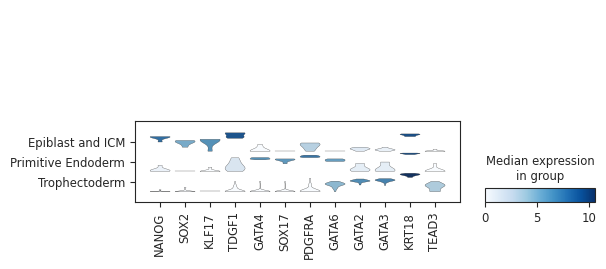 Epiblast and ICM
Primitive Endoderm
Trophectoderm
NANOG
SOX2
KLF17
TDGF1
GATA4
SOX17
PDGFRA
GATA6
GATA2
GATA3
KRT18
TEAD3
Median expression
in group
0 5 10